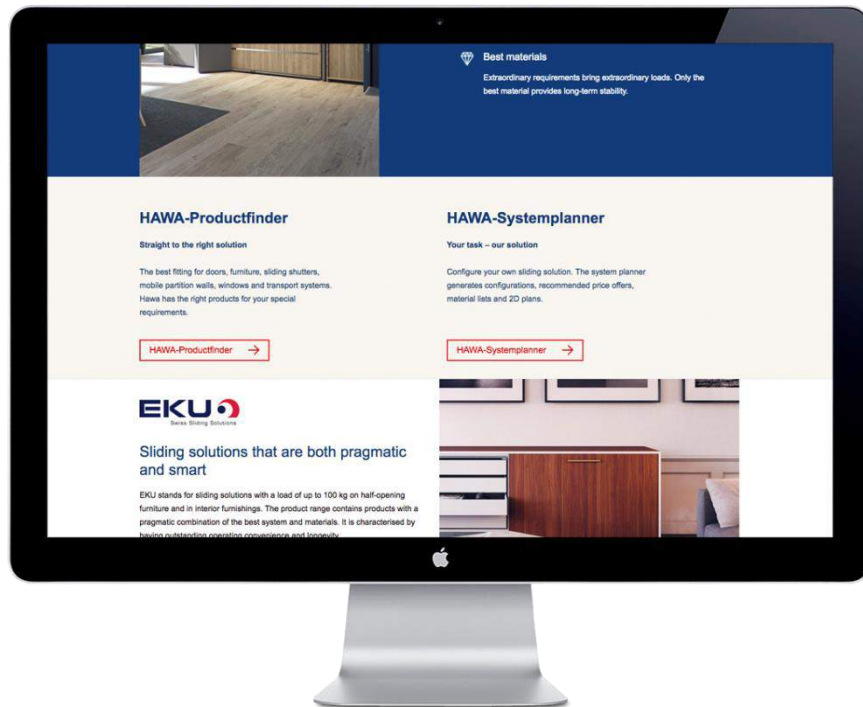 Best materials
Extraordinary requirements bring extraordinary loads. Only the
best material provides long-term stability.
HAWA-Productfinder
Straight to the right solution
The best fitting for doors, furniture, sliding shutters,
mobile partition walls, windows and transport systems.
Hawa has the right products for your special
requirements.
HAWA-Productfinder
HAWA-Systemplanner
Your task – our solution
Configure your own sliding solution. The system planner
generates configurations, recommended price offers,
material lists and 2D plans.
HAWA-Systemplanner
EKU
Swiss Sliding Solutions
Sliding solutions that are both pragmatic
and smart
EKU stands for sliding solutions with a load of up to 100 kg on half-opening
furniture and in interior furnishings. The product range contains products with a
pragmatic combination of the best system and materials. It is characterised by
having outstanding operating convenience and longevity.